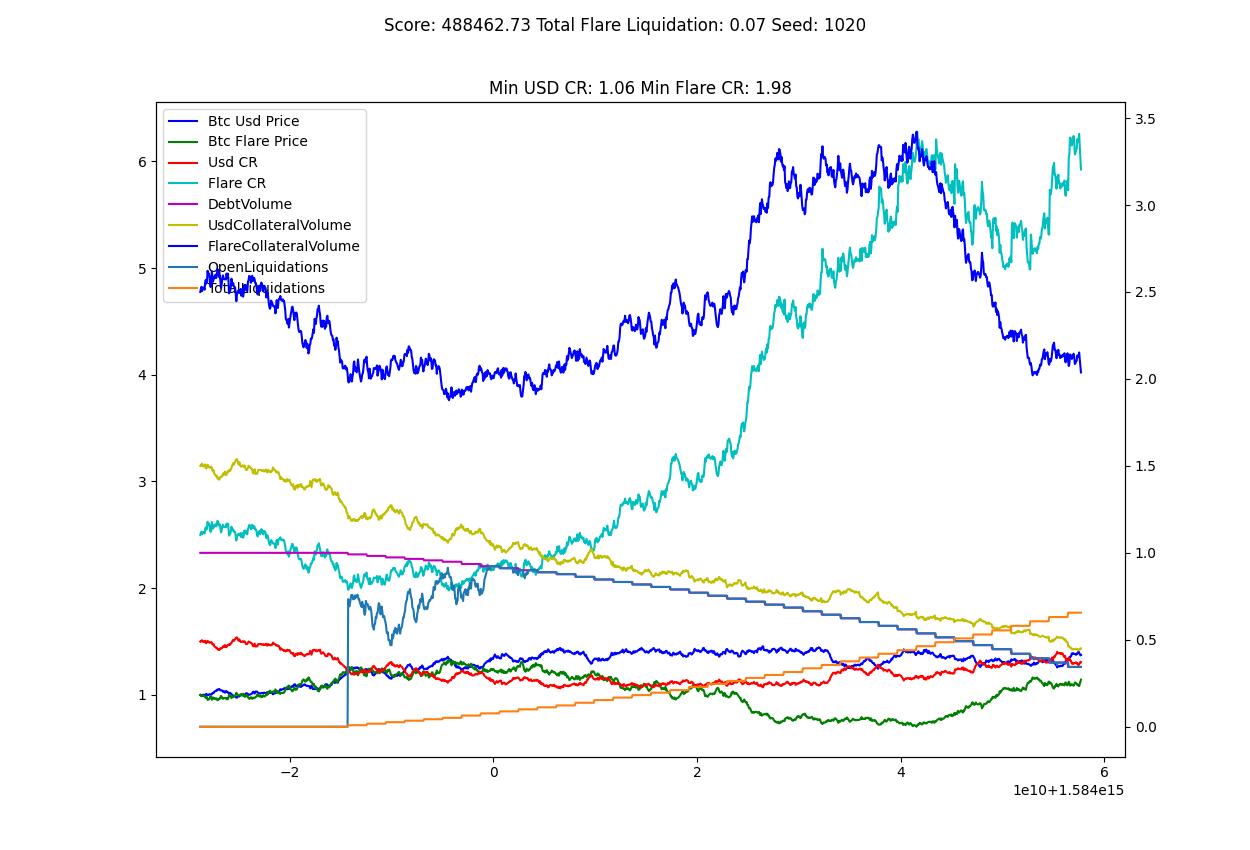 Score: 488462.73 Total Flare Liquidation: 0.07 Seed: 1020
Min USD CR: 1.06 Min Flare CR: 1.98
Btc Usd Price
Btc Flare Price
Usd CR
Flare CR
DebtVolume
UsdCollateralVolume
FlareCollateralVolume
OpenLiquidations
TotalLiquidations
6
5
4
3
2
1
3.5
3.0
2.5
2.0
1.5
1.0
0.5
0.0
−2 0 2 4 6
1e10+1.584e15